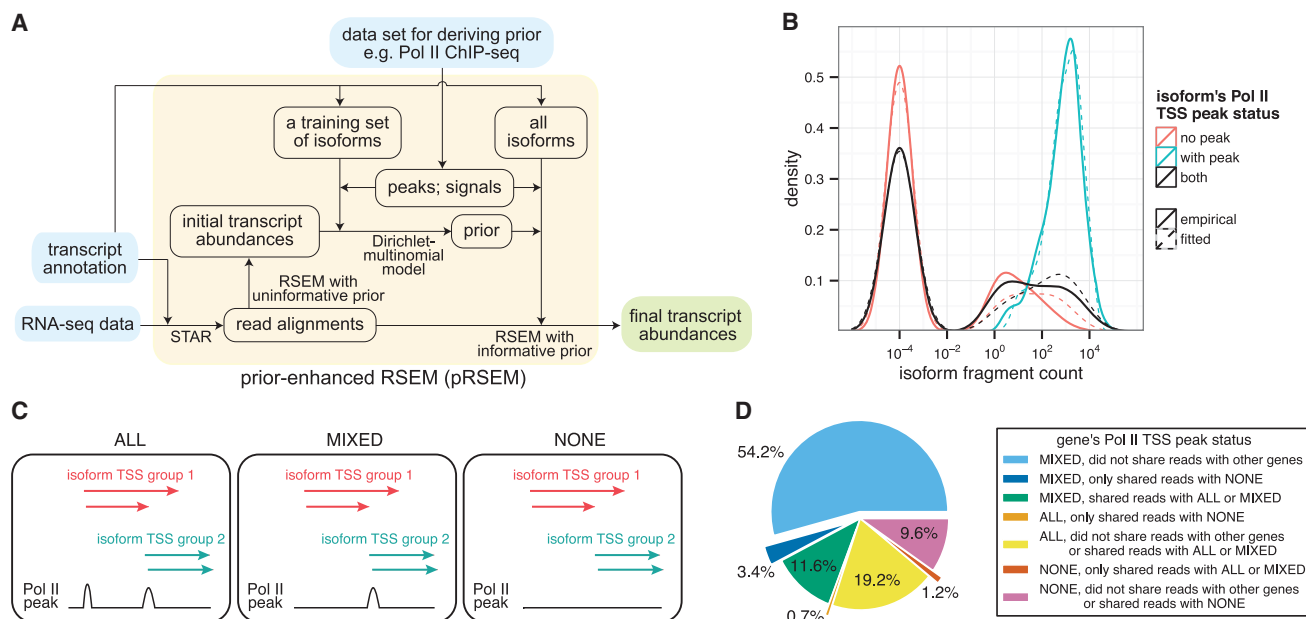 A
data set for deriving prior
e.g. Pol II ChIP-seq
a training set
of isoforms
all
isoforms
peaks; signals
initial transcript
abundances
prior
Dirichlet-
multinomial
model
transcript
annotation
RSEM with
uninformative prior
RNA-seq data
STAR
read alignments
RSEM with
informative prior
final transcript
abundances
prior-enhanced RSEM (pRSEM)
B
density
0.5
0.4
0.3
0.2
0.1
10⁻⁴
10⁻²
10⁰
10²
10⁴
isoform fragment count
isoform's Pol II
TSS peak status
no peak
with peak
both
empirical
fitted
C
ALL
isoform TSS group 1
isoform TSS group 2
Pol II
peak
MIXED
isoform TSS group 1
isoform TSS group 2
Pol II
peak
NONE
isoform TSS group 1
isoform TSS group 2
Pol II
peak
D
54.2%
3.4%
11.6%
0.7%
19.2%
1.2%
9.6%
gene's Pol II TSS peak status
MIXED, did not share reads with other genes
MIXED, only shared reads with NONE
MIXED, shared reads with ALL or MIXED
ALL, only shared reads with NONE
ALL, did not share reads with other genes
or shared reads with ALL or MIXED
NONE, only shared reads with ALL or MIXED
NONE, did not share reads with other genes
or shared reads with NONE